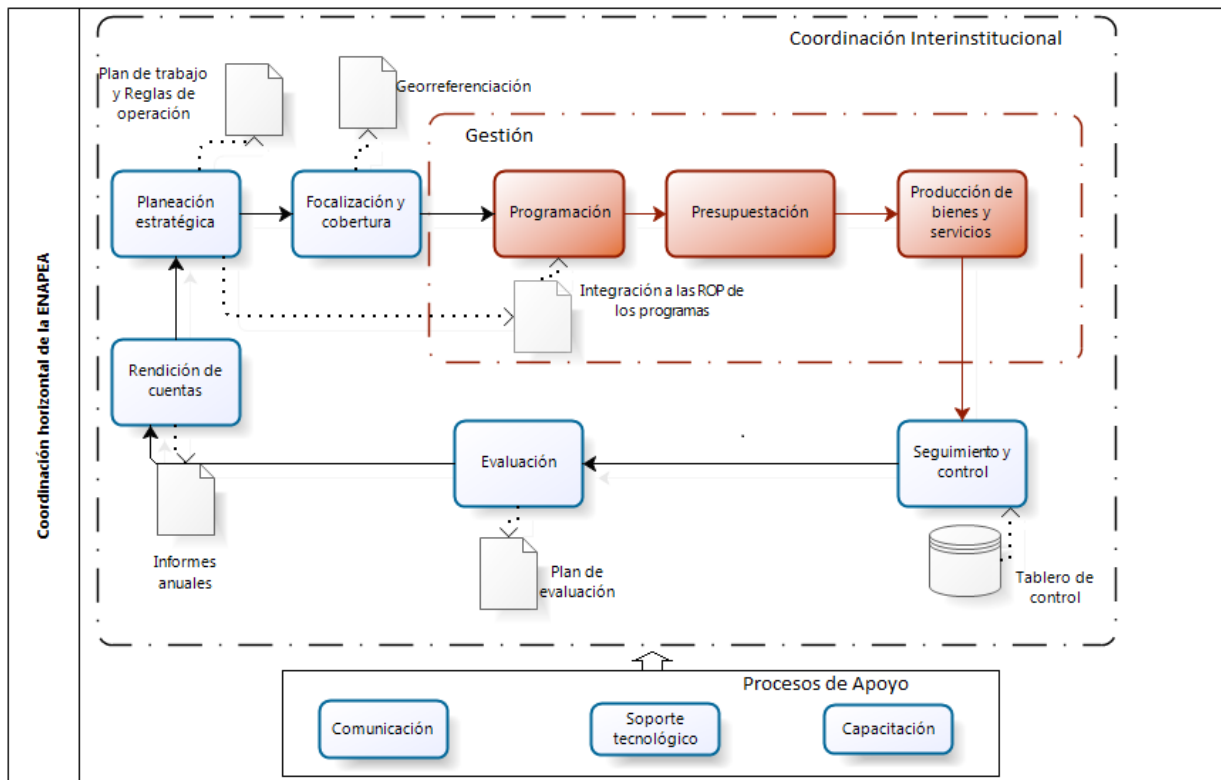 Coordinación horizontal de la ENAPEA
Coordinación Interinstitucional
Plan de trabajo
y Reglas de
operación
Georreferenciación
Gestión
Planeación
estratégica
Focalización y
cobertura
Programación
Presupuestación
Producción de
bienes y
servicios
Integración a las ROP de
los programas
Rendición de
cuentas
Evaluación
Seguimiento y
control
Informes
anuales
Plan de
evaluación
Tablero de
control
Procesos de Apoyo
Comunicación
Soporte
tecnológico
Capacitación